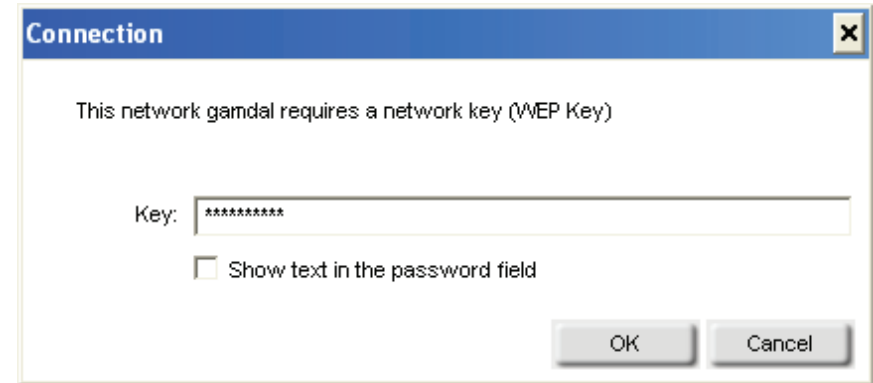 Connection
This network gamdal requires a network key (WEP Key)
Key: **********
Show text in the password field
OK Cancel